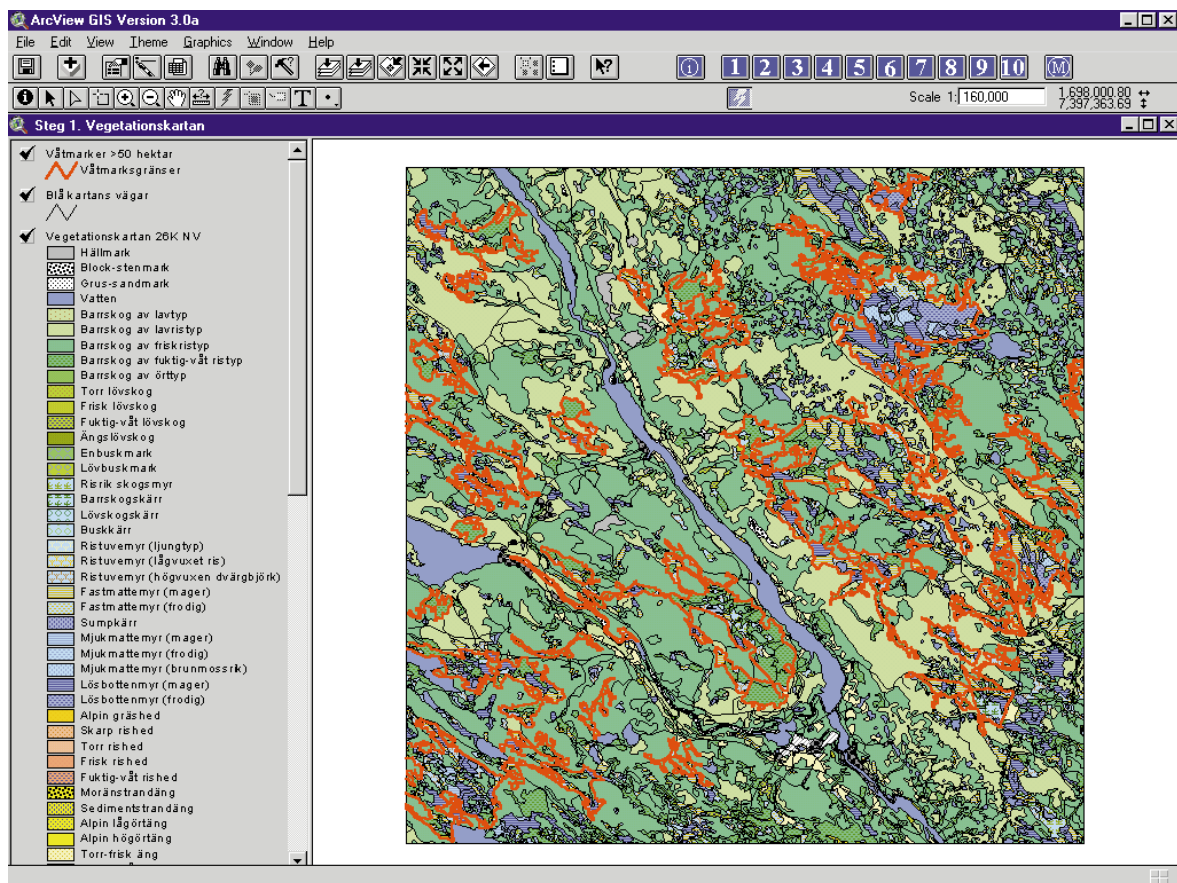 ArcView GIS Version 3.0a
File Edit View Theme Graphics Window Help
1 2 3 4 5 6 7 8 9 10 M
T Scale 1: 160,000 1,698,000.80
7,397,363.69
Steg 1. Vegetationskartan
Våtmarker >50 hektar
Våtmarksgränser
Blåkartans vägar
Vegetationskartan 26K NV
Hällmark
Block-stenmark
Grus-sandmark
Vatten
Barrskog av lavtyp
Barrskog av lavristyp
Barrskog av friskristyp
Barrskog av fuktig-våt ristyp
Barrskog av örttyp
Torr lövskog
Frisk lövskog
Fuktig-våt lövskog
Ängslövskog
Enbuskmark
Lövbuskmark
Risrik skogsmyr
Barrskogskärr
Lövskogskärr
Buskkärr
Ristuvemyr (ljungtyp)
Ristuvemyr (lågvuxet ris)
Ristuvemyr (högvuxen dvärgbjörk)
Fastmattemyr (mager)
Fastmattemyr (frodig)
Sumpkärr
Mjukmattemyr (mager)
Mjukmattemyr (frodig)
Mjukmattemyr (brunmossrik)
Lösbottenmyr (mager)
Lösbottenmyr (frodig)
Alpin gräshed
Skarp rished
Torr rished
Frisk rished
Fuktig-våt rished
Moränstrandäng
Sedimentstrandäng
Alpin lågörtäng
Alpin högörtäng
Torr-frisk äng